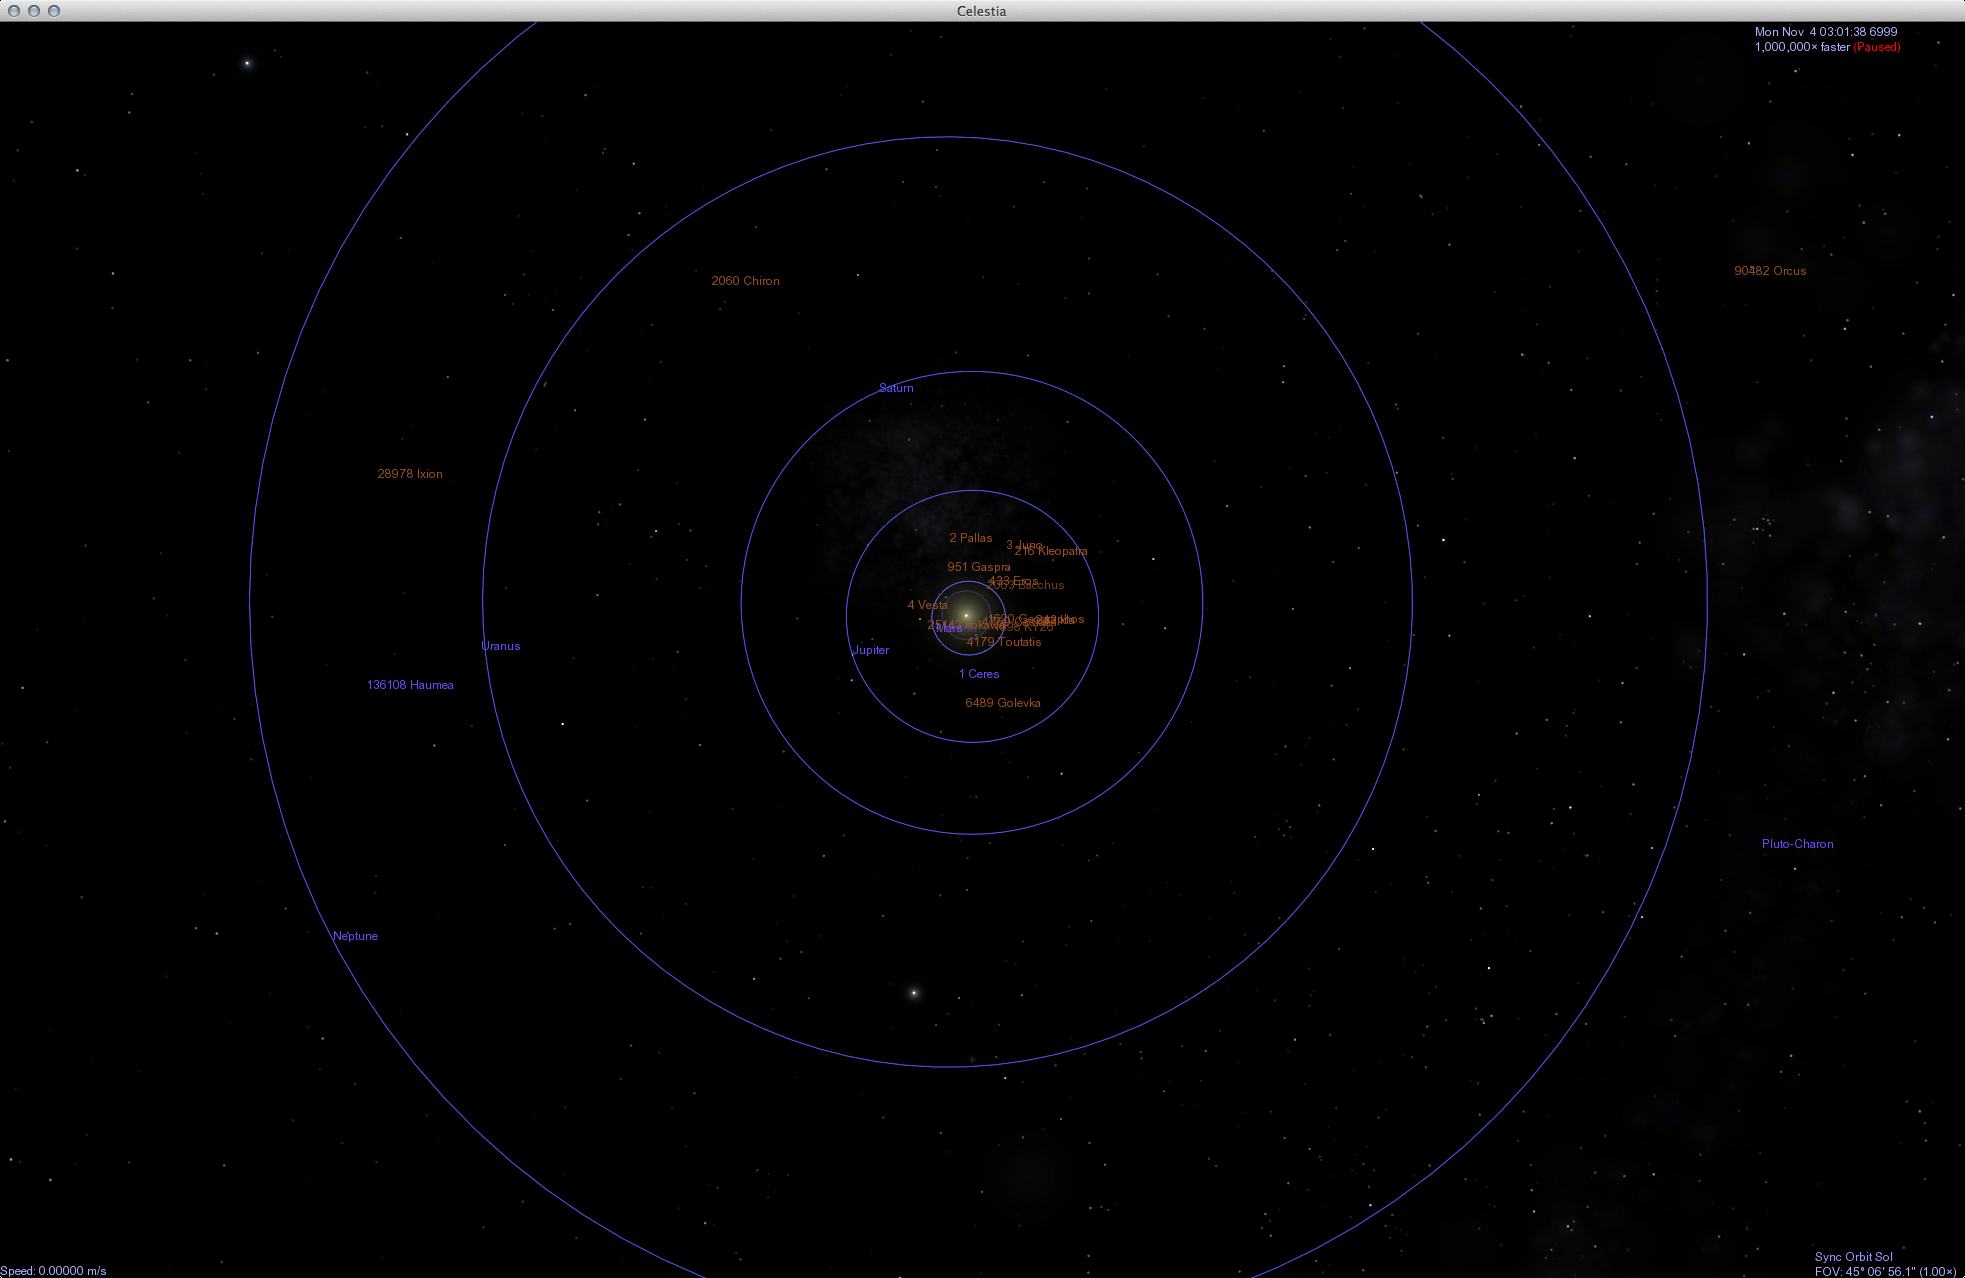 Celestia
Mon Nov 4 03:01:38 6999
1,000,000× faster (Paused)
90482 Orcus
2060 Chiron
Saturn
28978 Ixion
2 Pallas
3 Juno
216 Kleopatra
951 Gaspra
433 Eros
2063 Bacchus
4 Vesta
1620 Geographos
Mars
4179 Toutatis
Uranus
Jupiter
1 Ceres
136108 Haumea
6489 Golevka
Pluto-Charon
Neptune
Sync Orbit Sol
Speed: 0.00000 m/s
FOV: 45° 06' 56.1" (1.00×)